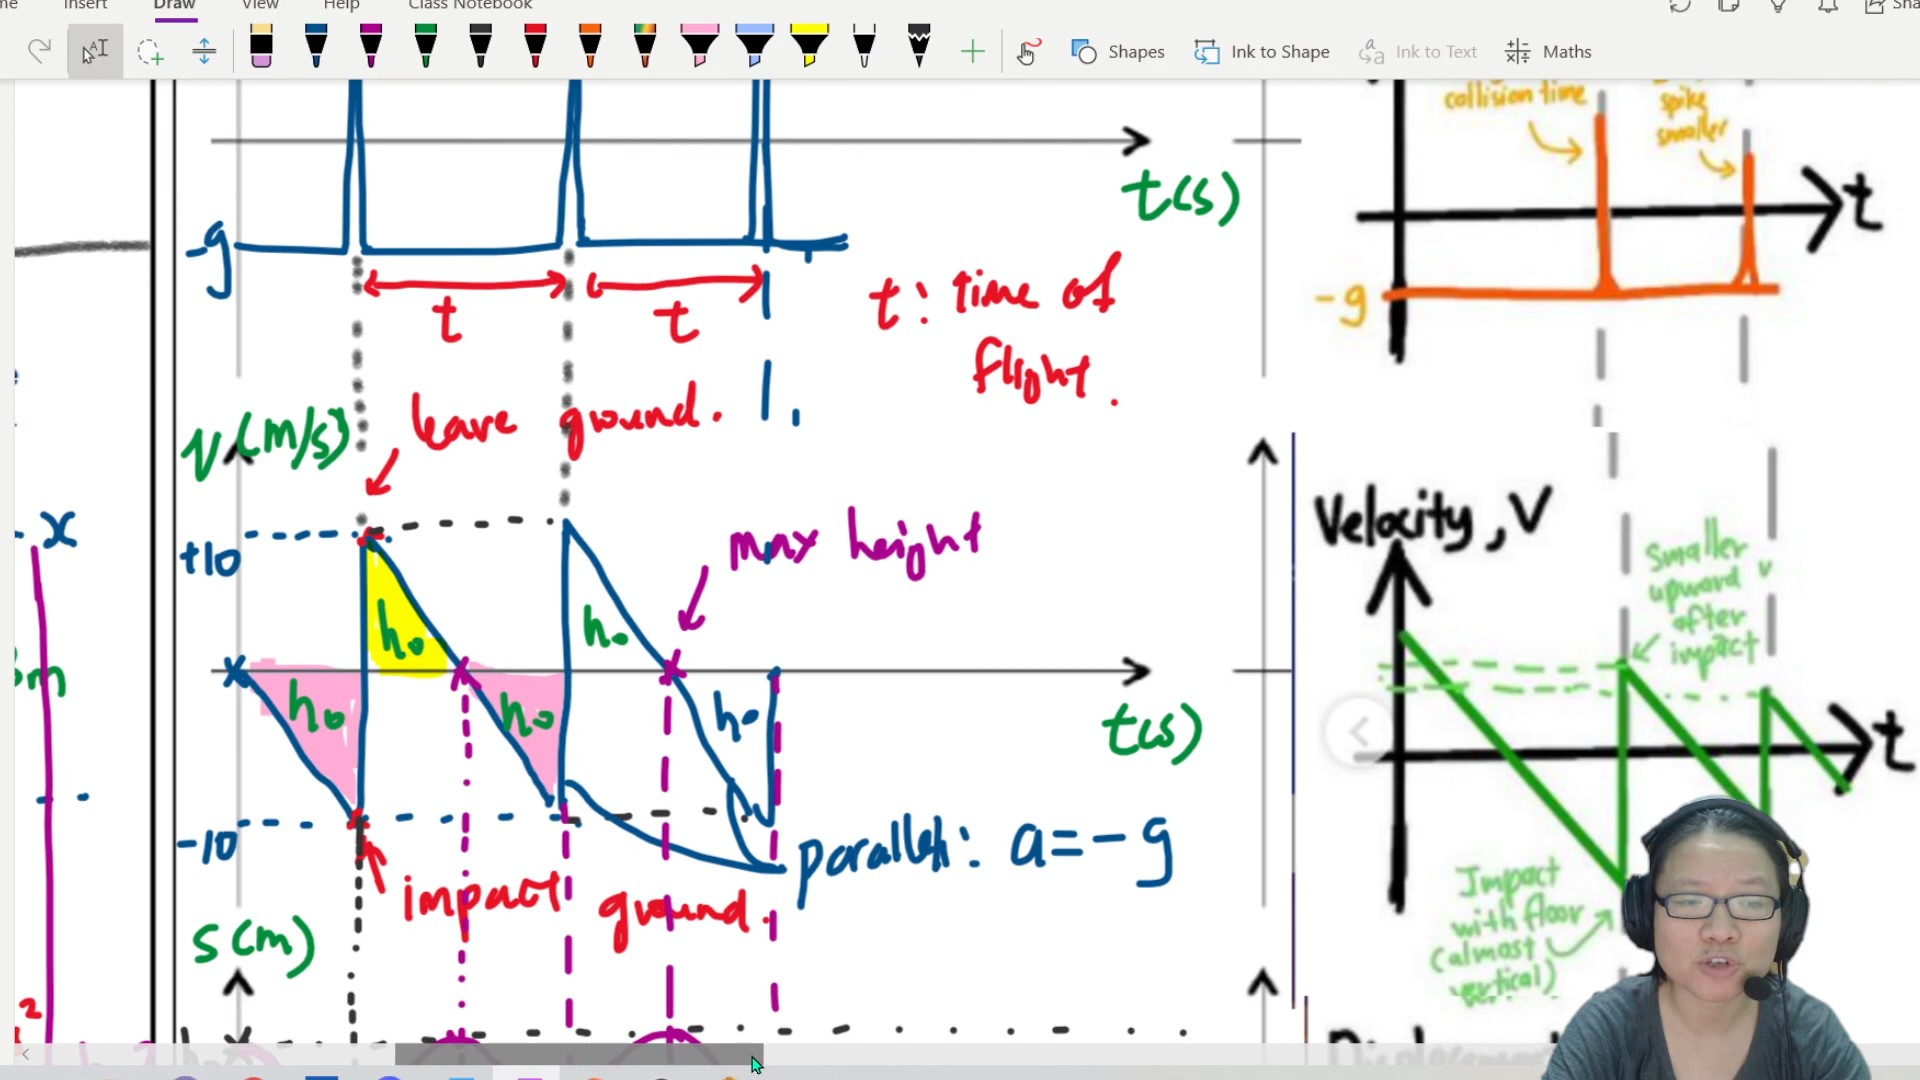 Insert Draw View Help Class Notebook
Shapes Ink to Shape Ink to Text Maths
collision time
spike
smaller
t(s)
t
-g
-g
t
t
t: time of
flight.
v(m/s)
leave ground.
+10
max height
Velocity, V
Smaller
upward v
after
impact
x
h₀
h₀
h₀
h₀
h₀
m
t(s)
t
-10
parallel: a=-g
impact ground.
Impact
with floor
(almost
vertical)
s(m)
2